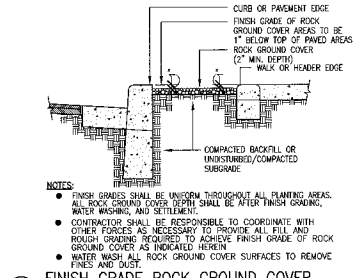 CURB OR PAVEMENT EDGE
FINISH GRADE OF ROCK
GROUND COVER AREAS TO BE
1" BELOW TOP OF PAVED AREAS
ROCK GROUND COVER
(2" MIN. DEPTH)
WALK OR HEADER EDGE
COMPACTED BACKFILL OR
UNDISTURBED/COMPACTED
SUBGRADE
NOTES:
● FINISH GRADES SHALL BE UNIFORM THROUGHOUT ALL PLANTING AREAS.
ALL ROCK GROUND COVER DEPTH SHALL BE AFTER FINISH GRADING,
WATER WASHING, AND SETTLEMENT.
● CONTRACTOR SHALL BE RESPONSIBLE TO COORDINATE WITH
OTHER FORCES AS NECESSARY TO PROVIDE ALL FILL AND
ROUGH GRADING REQUIRED TO ACHIEVE FINISH GRADE OF ROCK
GROUND COVER AS INDICATED HEREIN
● WATER WASH ALL ROCK GROUND COVER SURFACES TO REMOVE
FINES AND DUST.
FINISH GRADE ROCK GROUND COVER